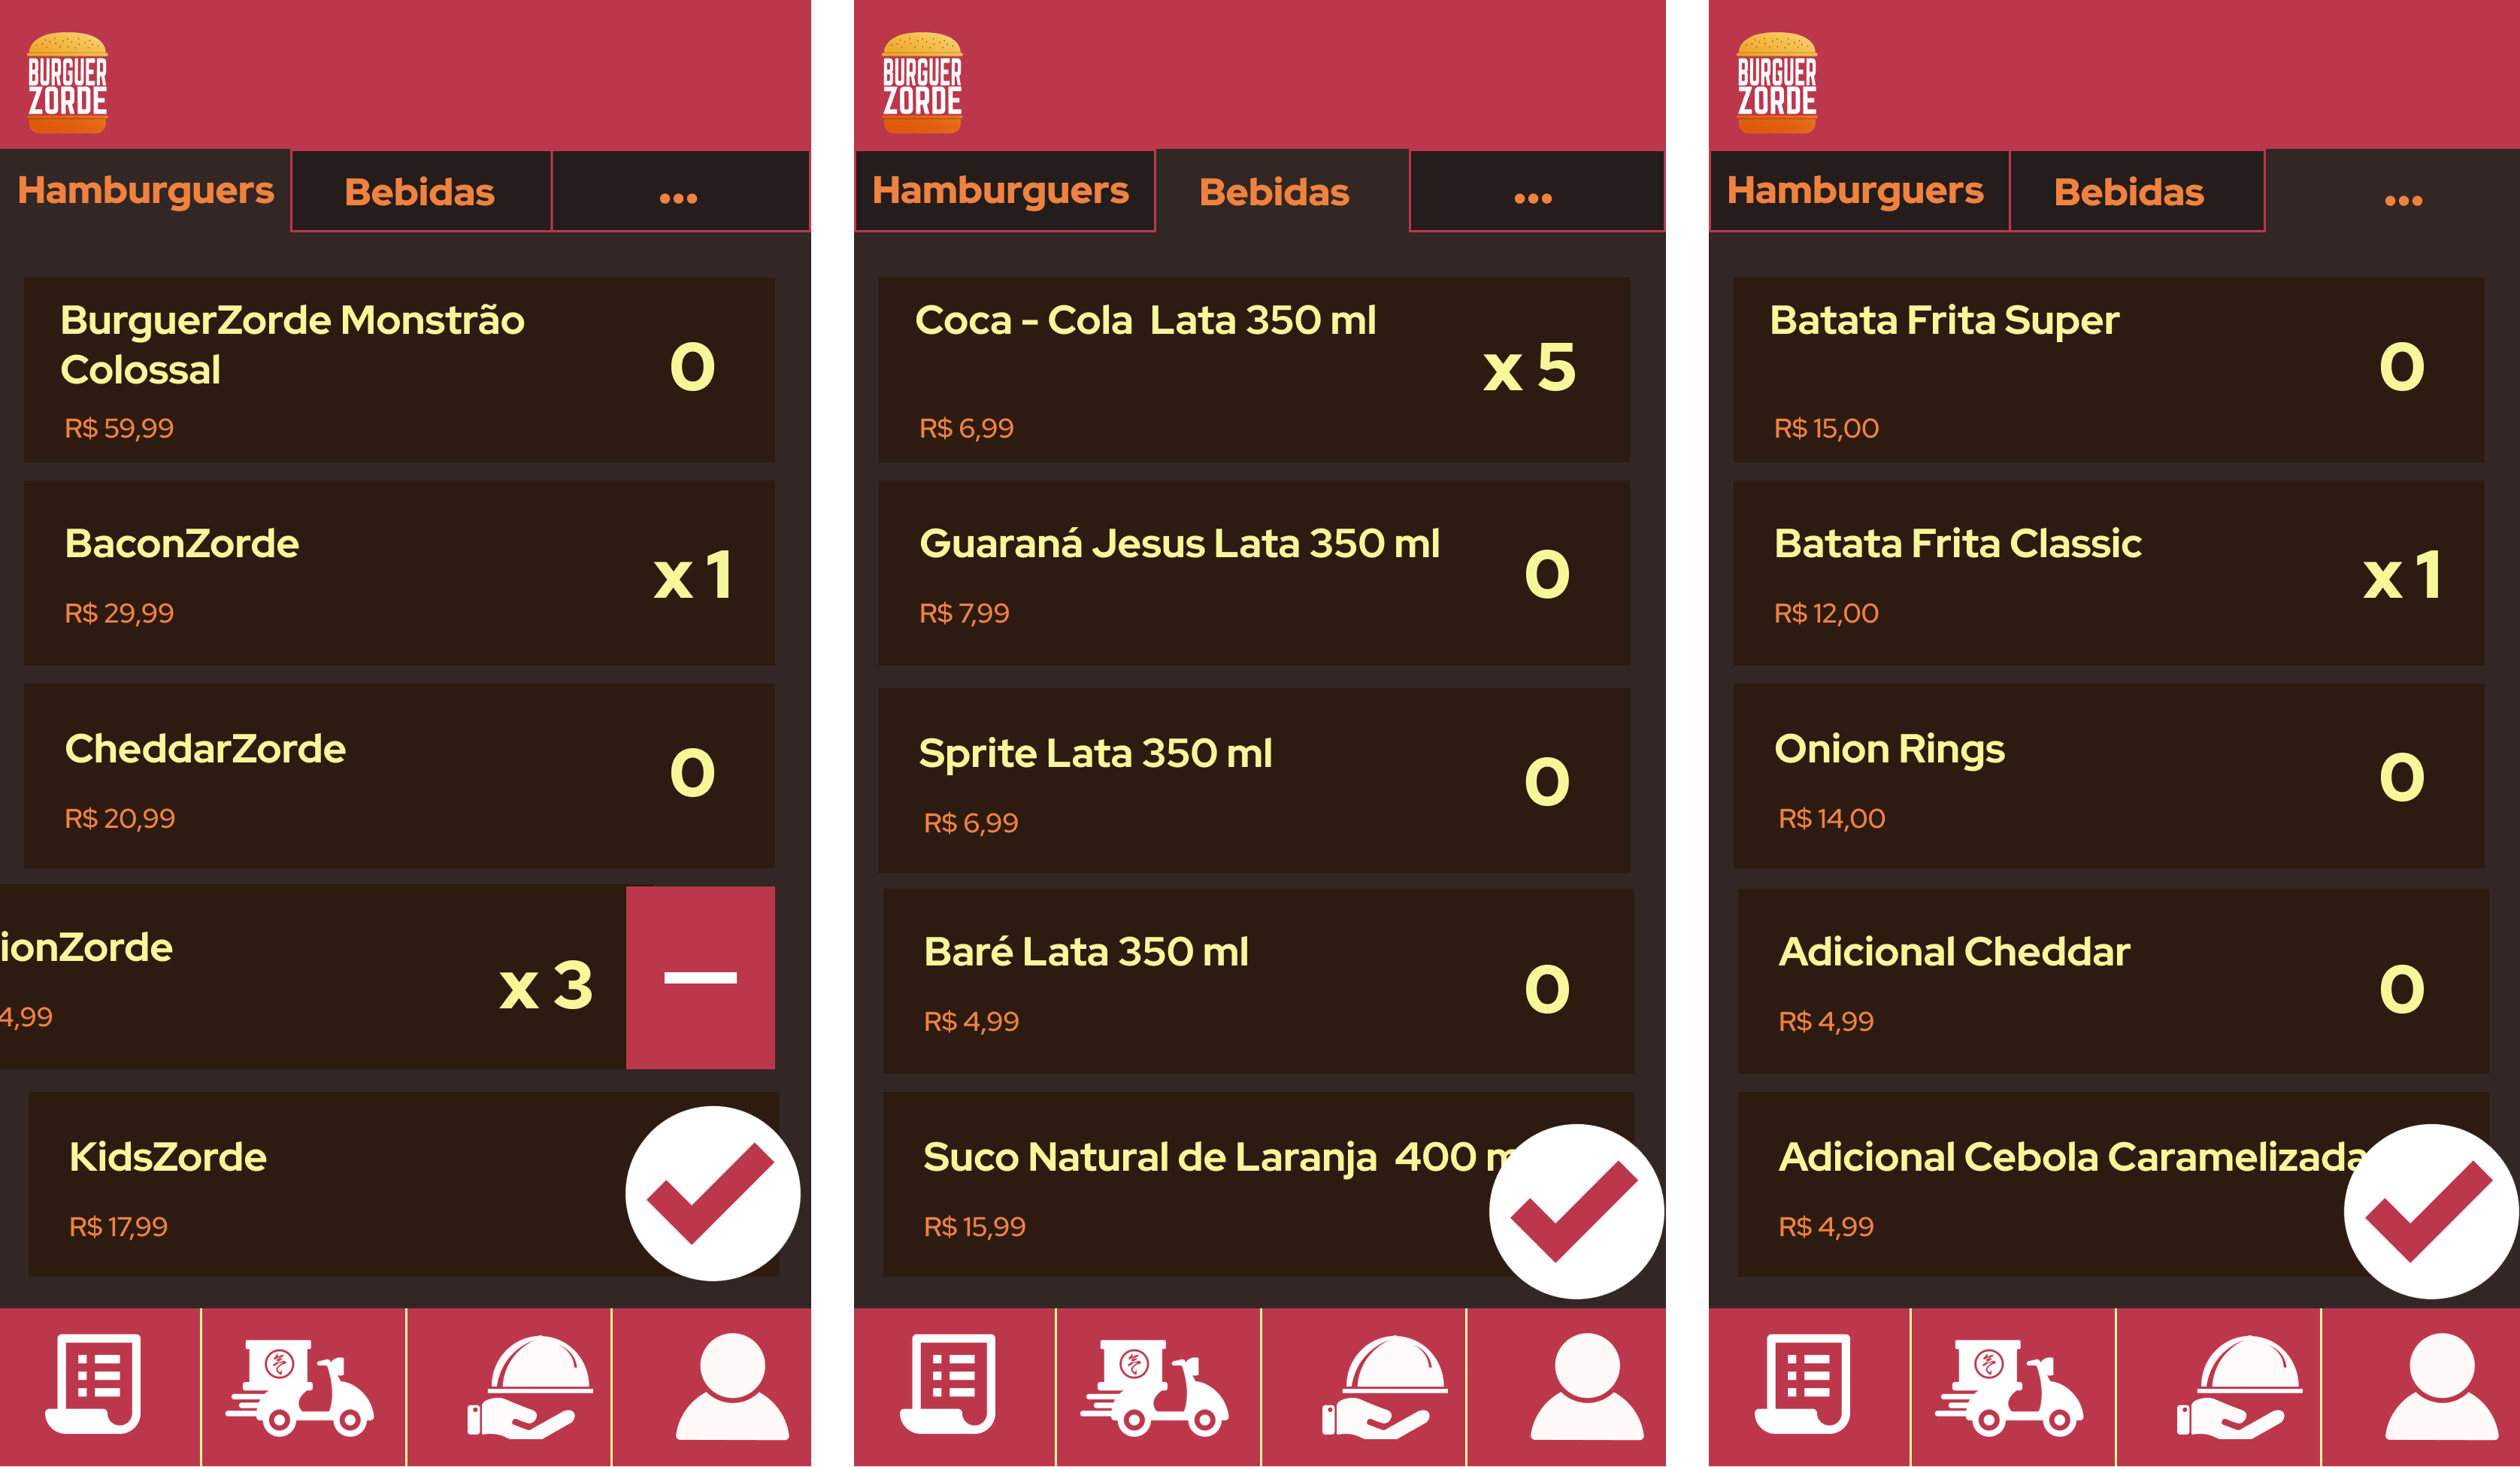 BURGUER
ZORDE
Hamburguers
Bebidas
...
BurguerZorde Monstrão
Colossal
0
R$ 59,99
BaconZorde
x 1
R$ 29,99
CheddarZorde
0
R$ 20,99
ionZorde
x 3
4,99
KidsZorde
R$ 17,99
BURGUER
ZORDE
Hamburguers
Bebidas
...
Coca - Cola Lata 350 ml
x 5
R$ 6,99
Guaraná Jesus Lata 350 ml
0
R$ 7,99
Sprite Lata 350 ml
0
R$ 6,99
Baré Lata 350 ml
0
R$ 4,99
Suco Natural de Laranja 400 m
R$ 15,99
BURGUER
ZORDE
Hamburguers
Bebidas
...
Batata Frita Super
0
R$ 15,00
Batata Frita Classic
x 1
R$ 12,00
Onion Rings
0
R$ 14,00
Adicional Cheddar
0
R$ 4,99
Adicional Cebola Caramelizada
R$ 4,99